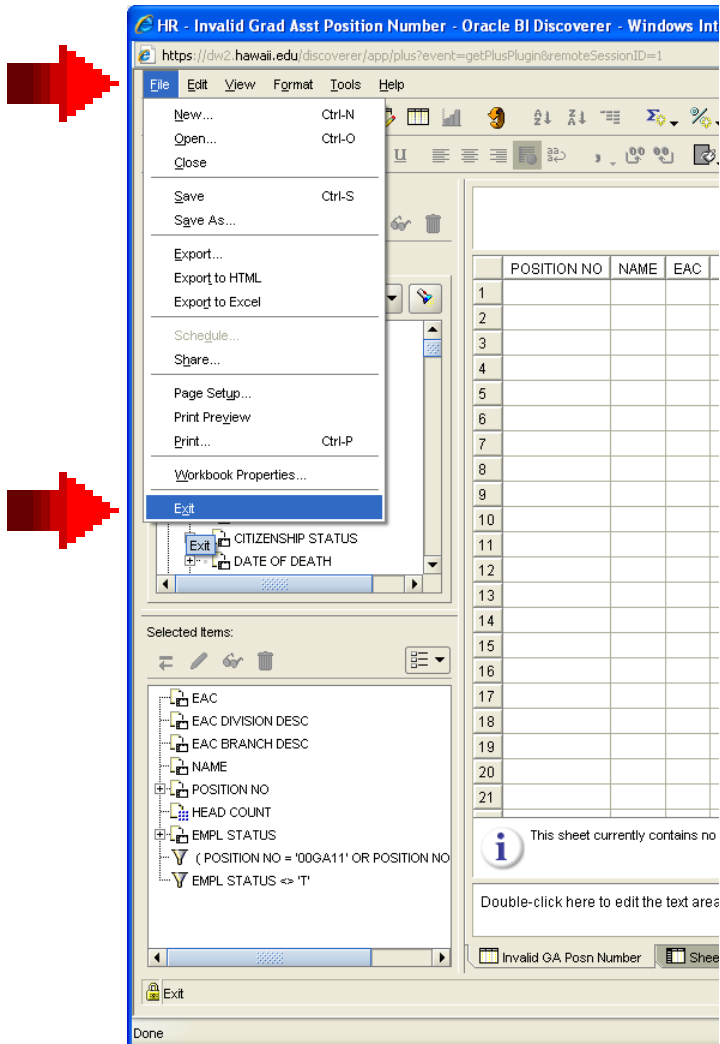 HR - Invalid Grad Asst Position Number - Oracle BI Discoverer - Windows Int
https://dw2.hawaii.edu/discoverer/app/plus?event=getPlusPlugin&remoteSessionID=1
File Edit View Format Tools Help
New... Ctrl-N
Open... Ctrl-O
Close
Save Ctrl-S
Save As...
Export...
Export to HTML
Export to Excel
Schedule...
Share...
Page Setup...
Print Preview
Print... Ctrl-P
Workbook Properties...
Exit
Exit
CITIZENSHIP STATUS
DATE OF DEATH
Selected Items:
EAC
EAC DIVISION DESC
EAC BRANCH DESC
NAME
POSITION NO
HEAD COUNT
EMPL STATUS
( POSITION NO = '00GA11' OR POSITION NO
EMPL STATUS <> 'T'
POSITION NO NAME EAC
1
2
3
4
5
6
7
8
9
10
11
12
13
14
15
16
17
18
19
20
21
This sheet currently contains no
Double-click here to edit the text area
Invalid GA Posn Number Shee
Exit
Done